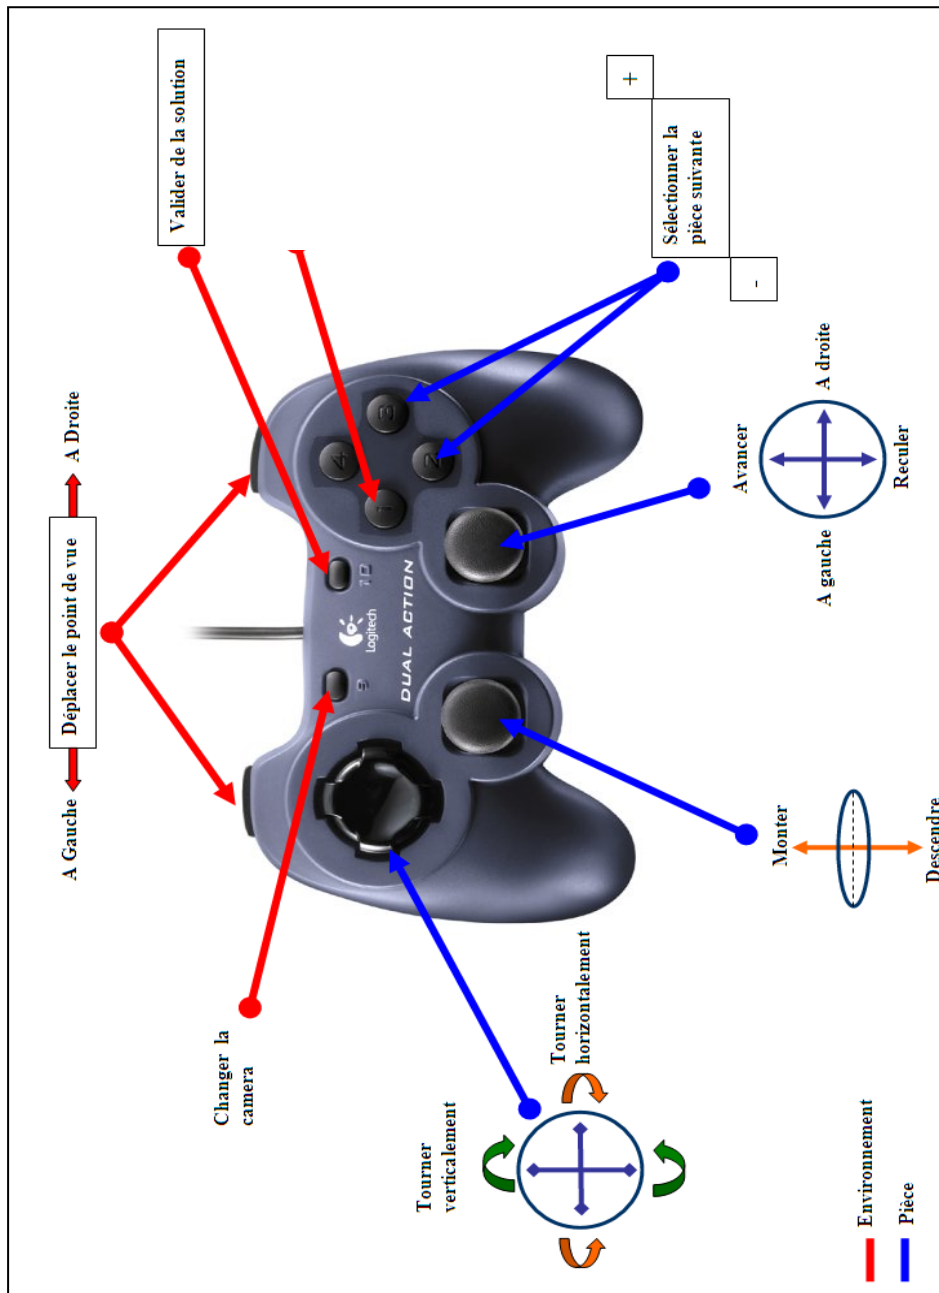 A Gauche
Déplacer le point de vue
A Droite
Valider de la solution
Changer la
camera
+
Sélectionner la
pièce suivante
-
9
10
Logitech
DUAL ACTION
1
2
3
4
Tourner
verticalement
Tourner
horizontalement
Monter
Descendre
Avancer
A gauche
A droite
Reculer
Environnement
Pièce